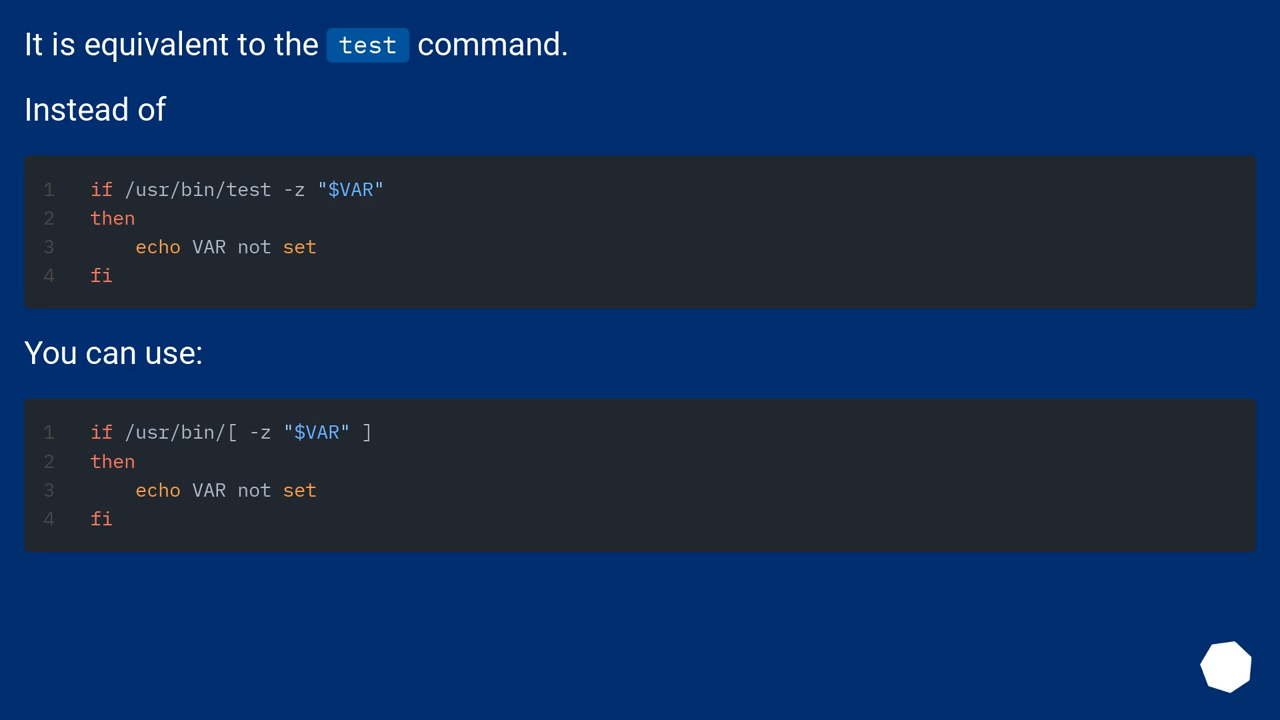 It is equivalent to the test command.
Instead of
1 if /usr/bin/test -z "$VAR"
2 then
3     echo VAR not set
4 fi
You can use:
1 if /usr/bin/[ -z "$VAR" ]
2 then
3     echo VAR not set
4 fi